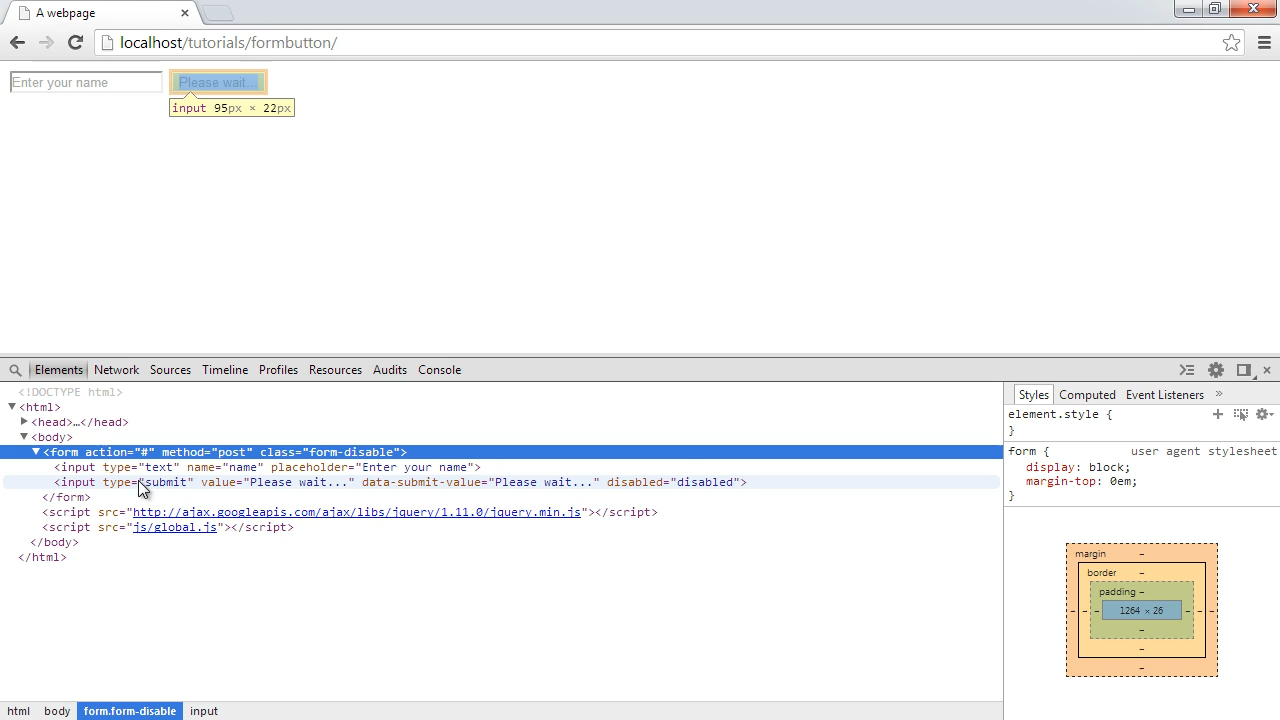 A webpage
localhost/tutorials/formbutton/
Enter your name
Please wait...
input 95px × 22px
Elements Network Sources Timeline Profiles Resources Audits Console
<!DOCTYPE html>
<html>
<head>…</head>
<body>
<form action="#" method="post" class="form-disable">
<input type="text" name="name" placeholder="Enter your name">
<input type="submit" value="Please wait..." data-submit-value="Please wait..." disabled="disabled">
</form>
<script src="http://ajax.googleapis.com/ajax/libs/jquery/1.11.0/jquery.min.js"></script>
<script src="js/global.js"></script>
</body>
</html>
html body form.form-disable input
Styles Computed Event Listeners »
element.style {
}
form { user agent stylesheet
display: block;
margin-top: 0em;
}
margin –
border –
padding –
– – – 1264 × 26 – – –
–
–
–